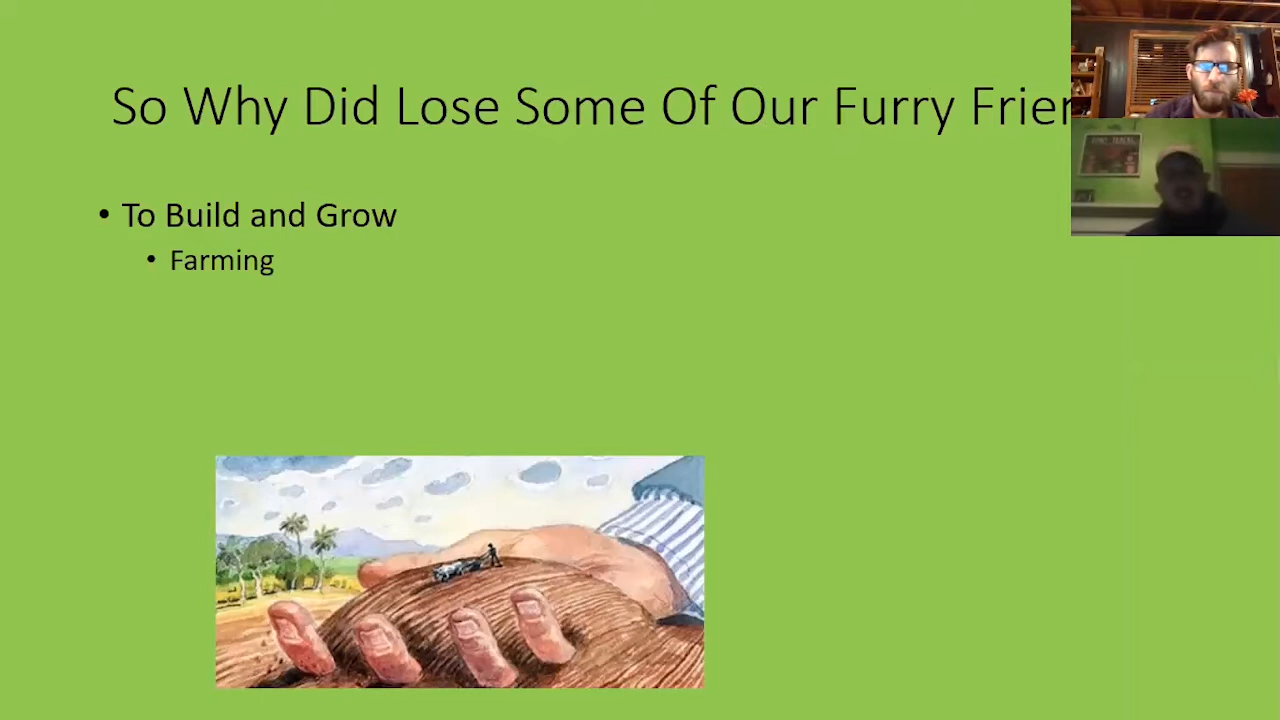 So Why Did Lose Some Of Our Furry Frien
• To Build and Grow
• Farming